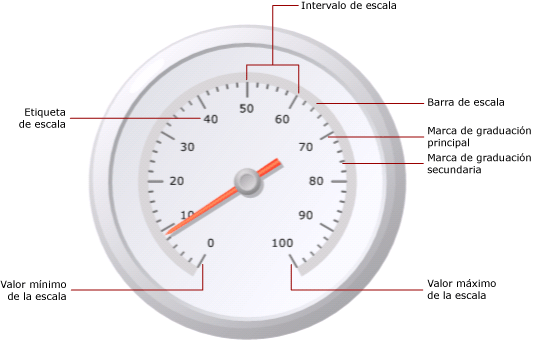 Intervalo de escala
Etiqueta
de escala
Barra de escala
Marca de graduación
principal
Marca de graduación
secundaria
Valor mínimo
de la escala
Valor máximo
de la escala
0
10
20
30
40
50
60
70
80
90
100